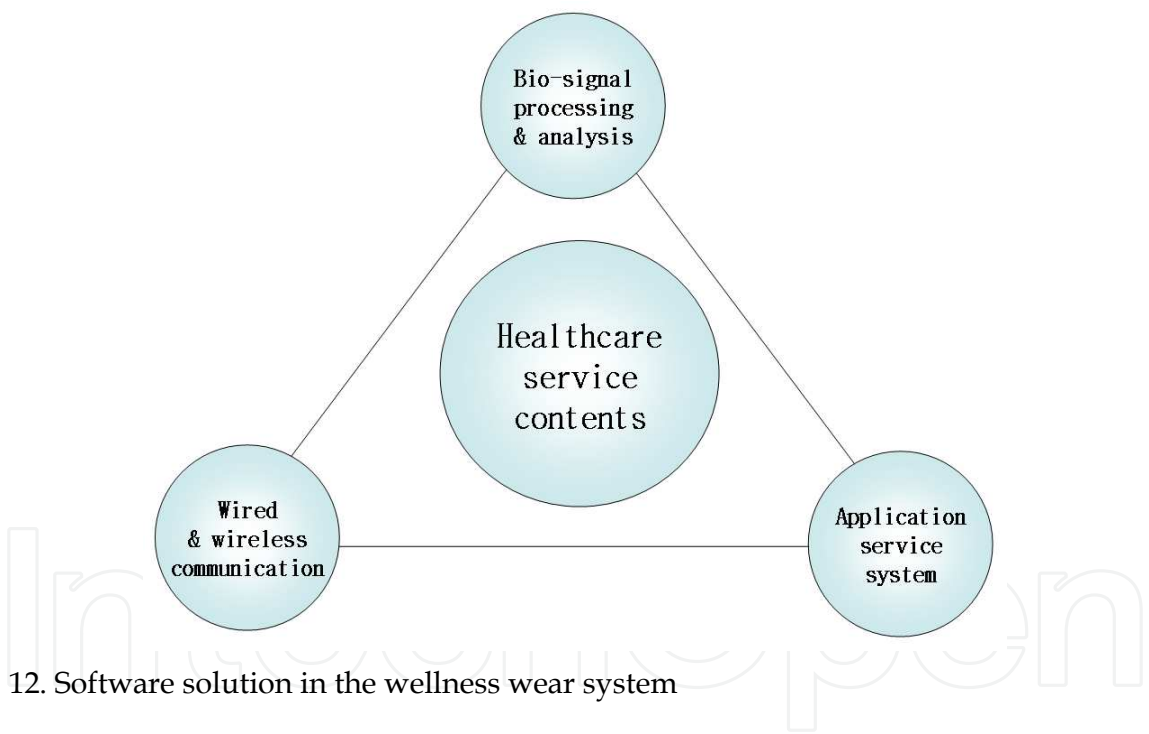 Bio-signal
processing
& analysis
Healthcare
service
contents
Wired
& wireless
communication
Application
service
system
12. Software solution in the wellness wear system
IntechOpen